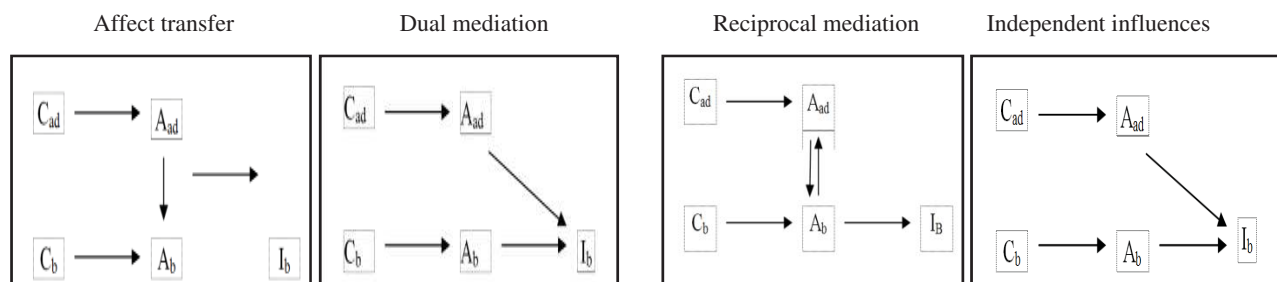 Affect transfer Dual mediation Reciprocal mediation Independent influences
C_ad A_ad C_ad A_ad C_ad A_ad C_ad A_ad
C_b A_b I_b C_b A_b I_b C_b A_b I_B C_b A_b I_b